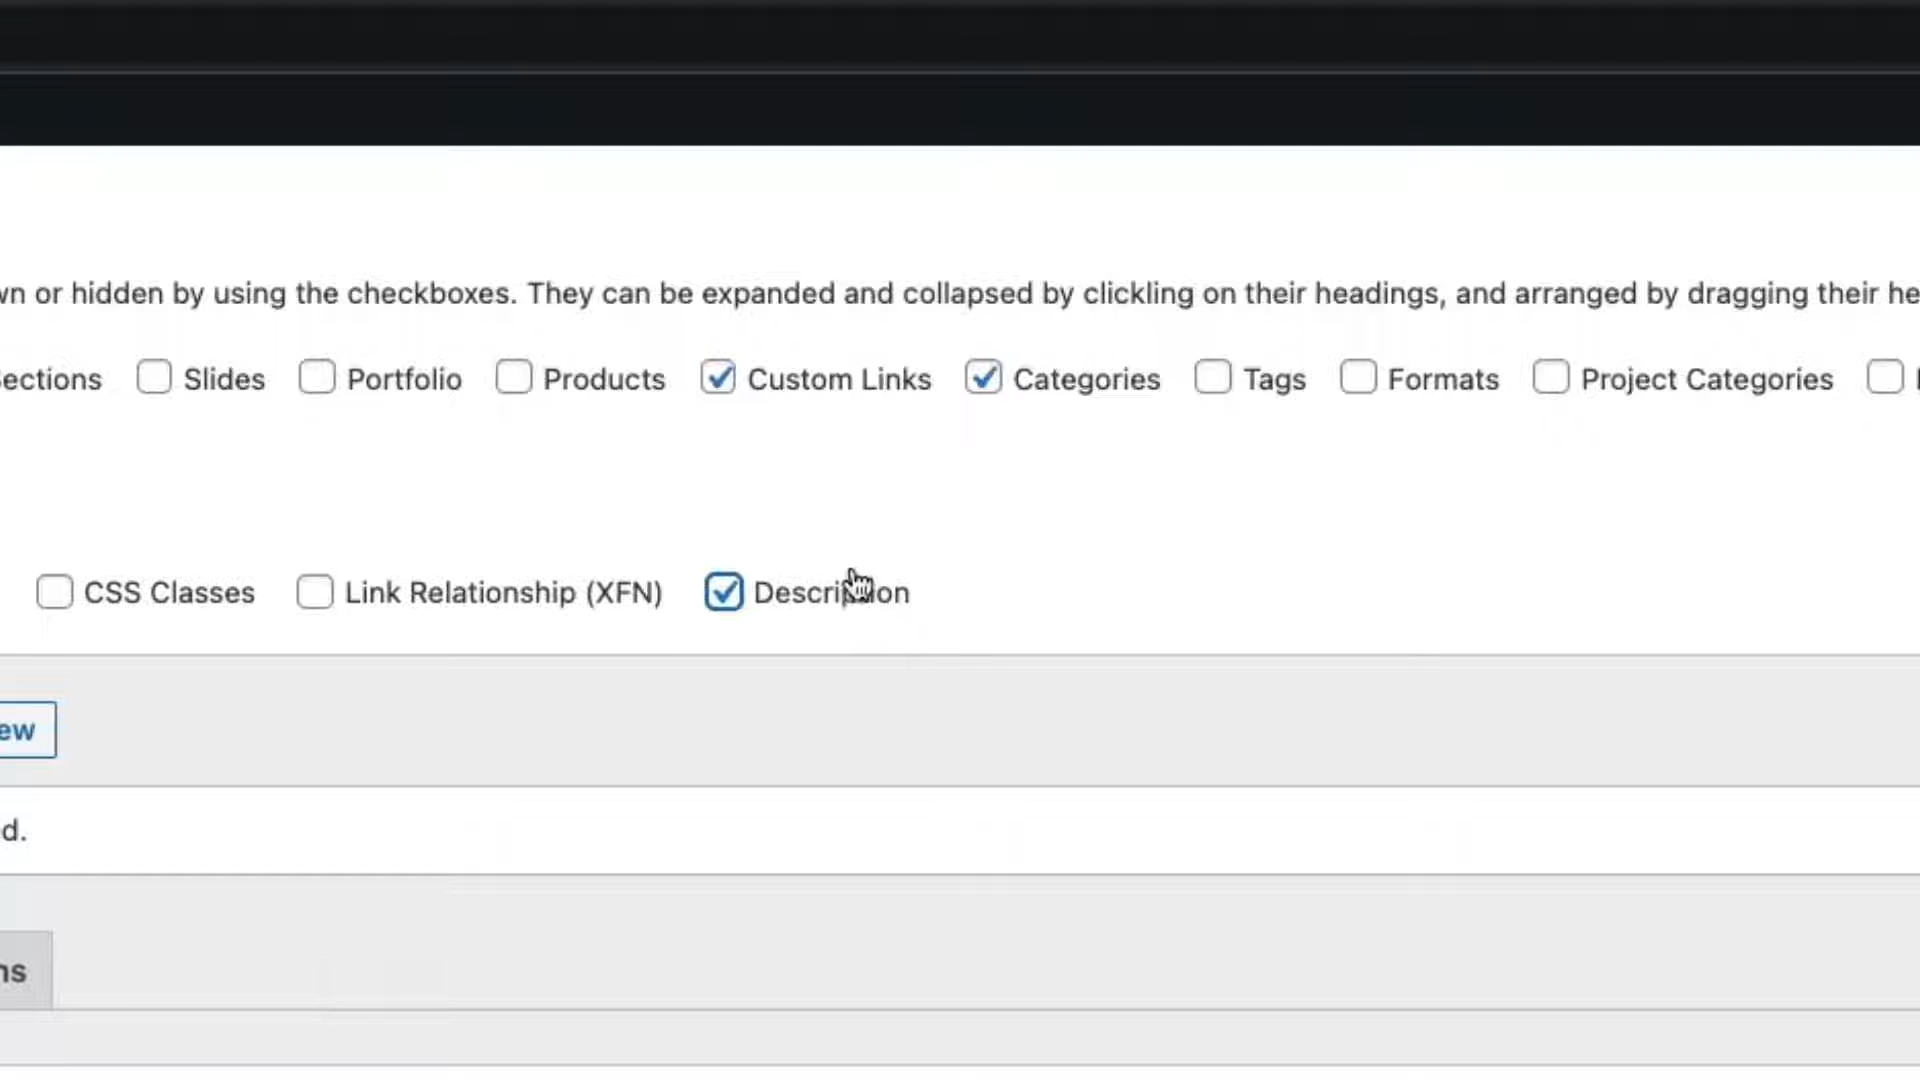 wn or hidden by using the checkboxes. They can be expanded and collapsed by clickling on their headings, and arranged by dragging their he
ections Slides Portfolio Products Custom Links Categories Tags Formats Project Categories
CSS Classes Link Relationship (XFN) Description
ew
d.
ns